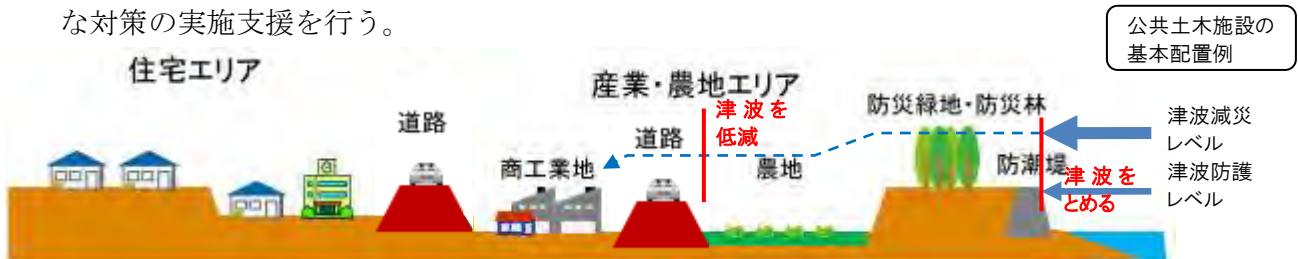 な対策の実施支援を行う。
公共土木施設の
基本配置例
住宅エリア
産業・農地エリア
防災緑地・防災林
津波減災
レベル
津波を
低減
道路
道路
商工業地
農地
防潮堤
津波防護
レベル
津波を
とめる